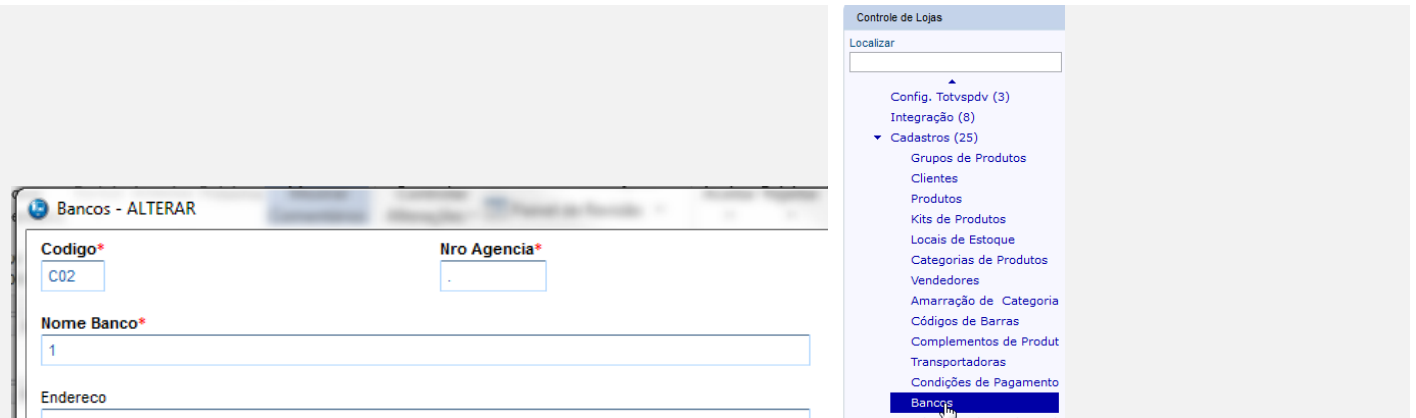 Bancos - ALTERAR
Codigo*
Nro Agencia*
C02
.
Nome Banco*
1
Endereco
Controle de Lojas
Localizar
Config. Totvspdv (3)
Integração (8)
Cadastros (25)
Grupos de Produtos
Clientes
Produtos
Kits de Produtos
Locais de Estoque
Categorias de Produtos
Vendedores
Amarração de Categoria
Códigos de Barras
Complementos de Produt
Transportadoras
Condições de Pagamento
Bancos